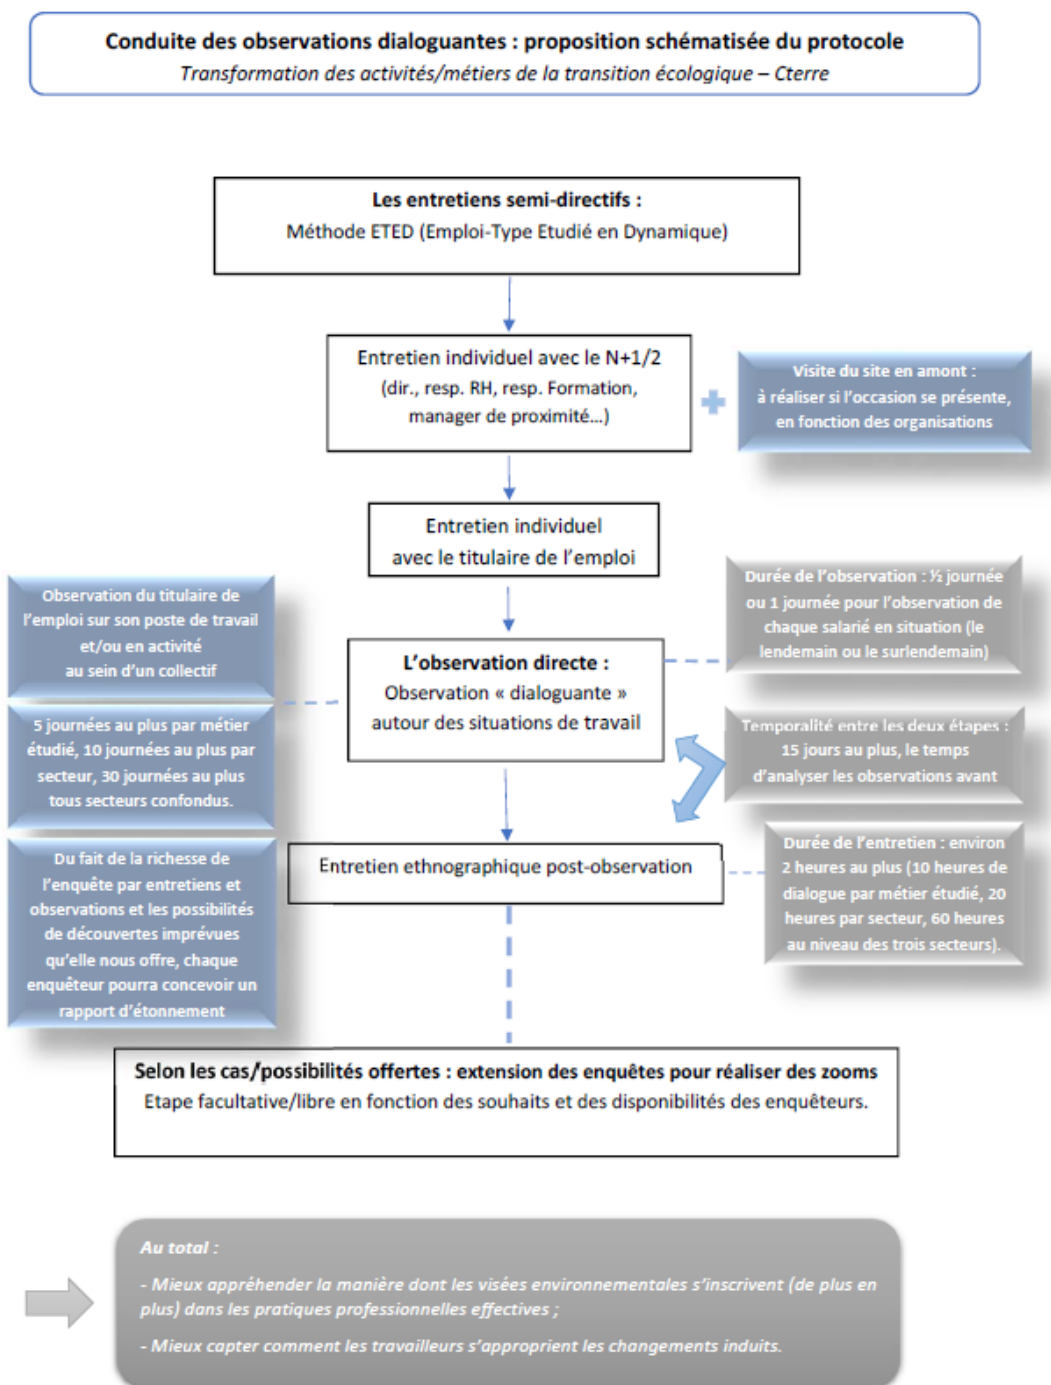 Conduite des observations dialoguantes : proposition schématisée du protocole
Transformation des activités/métiers de la transition écologique – Cterre
Les entretiens semi-directifs :
Méthode ETED (Emploi-Type Etudié en Dynamique)
Entretien individuel avec le N+1/2
(dir., resp. RH, resp. Formation,
manager de proximité…)
Visite du site en amont :
à réaliser si l’occasion se présente,
en fonction des organisations
Entretien individuel
avec le titulaire de l’emploi
Observation du titulaire de
l’emploi sur son poste de travail
et/ou en activité
au sein d’un collectif
Durée de l’observation : ½ journée
ou 1 journée pour l’observation de
chaque salarié en situation (le
lendemain ou le surlendemain)
L’observation directe :
Observation « dialoguante »
autour des situations de travail
5 journées au plus par métier
étudié, 10 journées au plus par
secteur, 30 journées au plus
tous secteurs confondus.
Temporalité entre les deux étapes :
15 jours au plus, le temps
d’analyser les observations avant
Du fait de la richesse de
l’enquête par entretiens et
observations et les possibilités
de découvertes imprévues
qu’elle nous offre, chaque
enquêteur pourra concevoir un
rapport d’étonnement
Entretien ethnographique post-observation
Durée de l’entretien : environ
2 heures au plus (10 heures de
dialogue par métier étudié, 20
heures par secteur, 60 heures
au niveau des trois secteurs).
Selon les cas/possibilités offertes : extension des enquêtes pour réaliser des zooms
Etape facultative/libre en fonction des souhaits et des disponibilités des enquêteurs.
Au total :
- Mieux appréhender la manière dont les visées environnementales s’inscrivent (de plus en
plus) dans les pratiques professionnelles effectives ;
- Mieux capter comment les travailleurs s’approprient les changements induits.